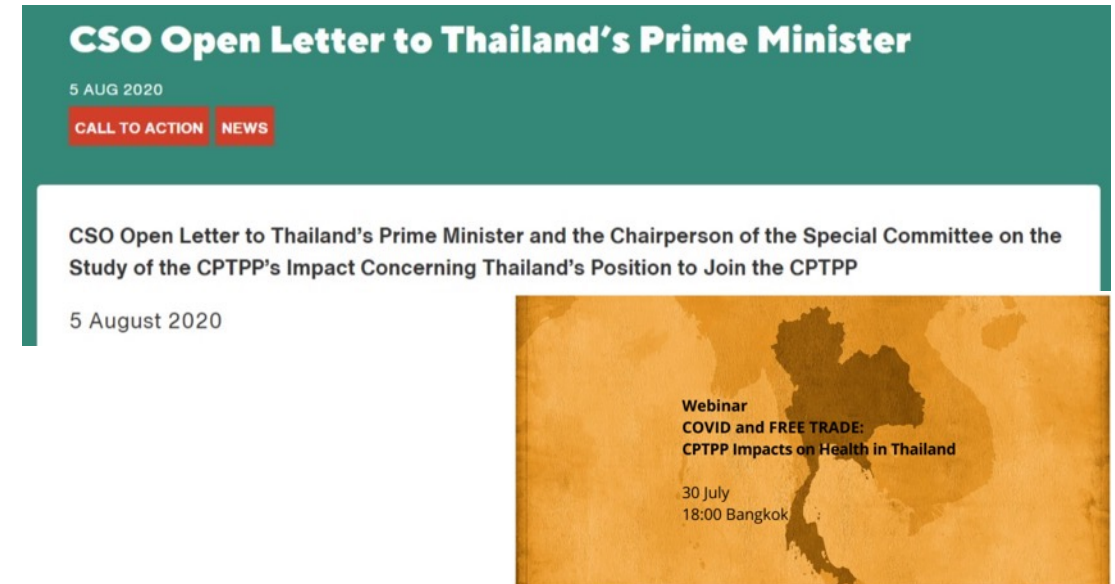 CSO Open Letter to Thailand's Prime Minister
5 AUG 2020
CALL TO ACTION NEWS
CSO Open Letter to Thailand's Prime Minister and the Chairperson of the Special Committee on the
Study of the CPTPP's Impact Concerning Thailand's Position to Join the CPTPP
5 August 2020
Webinar
COVID and FREE TRADE:
CPTPP Impacts on Health in Thailand
30 July
18:00 Bangkok